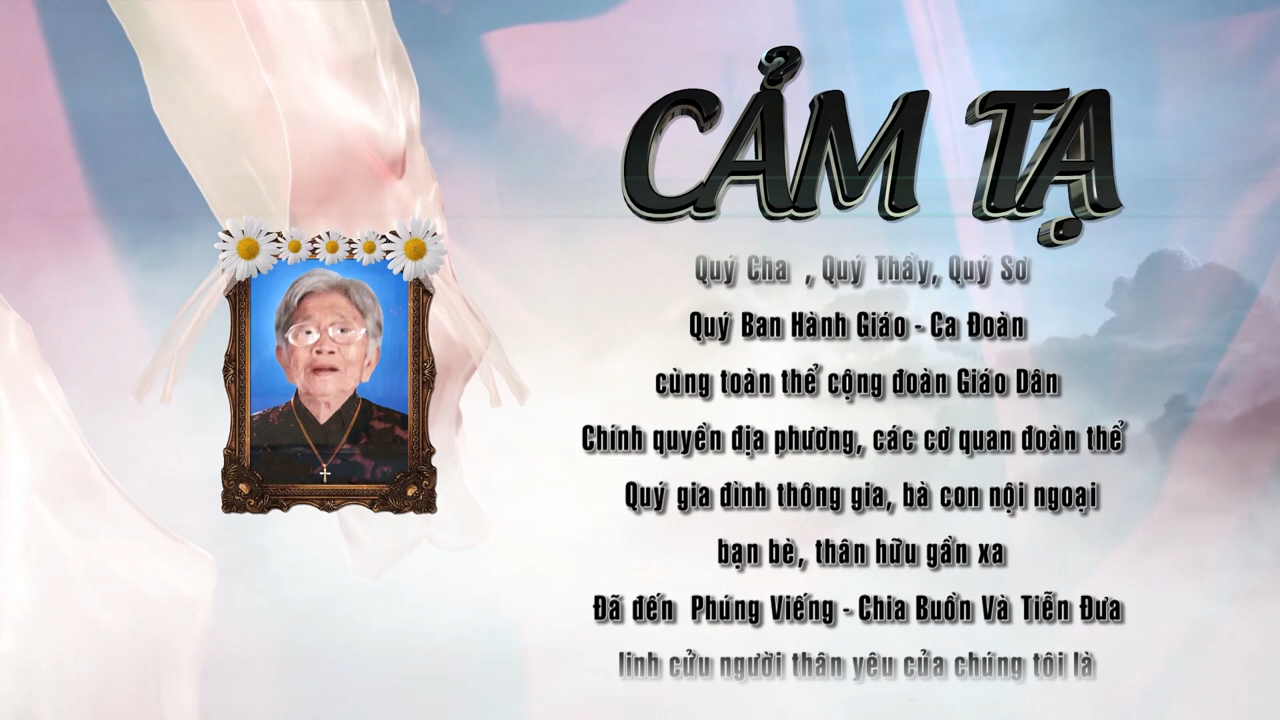 CẢM TẠ
Quý Cha , Quý Thầy, Quý Sơ
Quý Ban Hành Giáo - Ca Đoàn
cùng toàn thể cộng đoàn Giáo Dân
Chính quyền địa phương, các cơ quan đoàn thể
Quý gia đình thông gia, bà con nội ngoại
bạn bè, thân hữu gần xa
Đã đến Phúng Viếng - Chia Buồn Và Tiễn Đưa
linh cửu người thân yêu của chúng tôi là